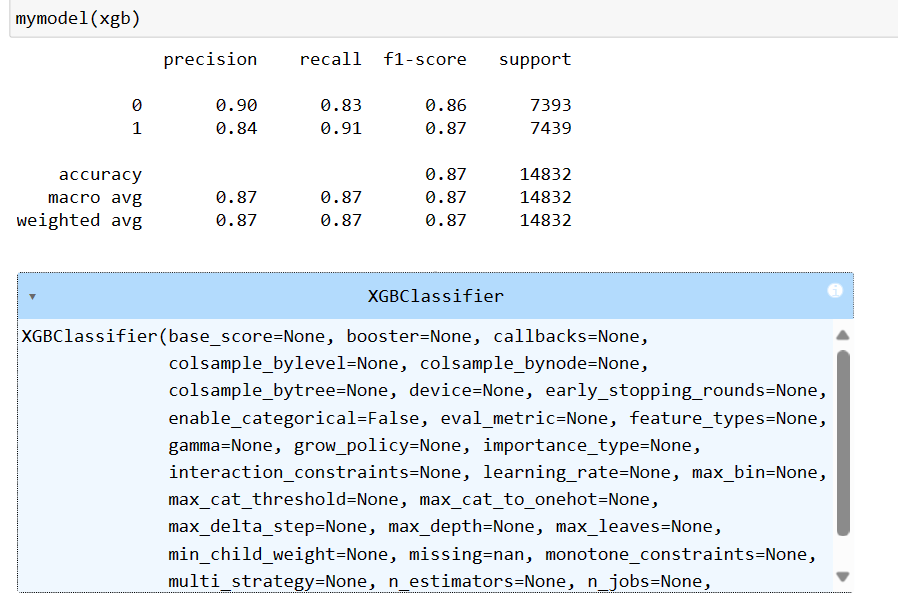 mymodel(xgb)
precision recall f1-score support
0 0.90 0.83 0.86 7393
1 0.84 0.91 0.87 7439
accuracy 0.87 14832
macro avg 0.87 0.87 0.87 14832
weighted avg 0.87 0.87 0.87 14832
XGBClassifier
XGBClassifier(base_score=None, booster=None, callbacks=None,
colsample_bylevel=None, colsample_bynode=None,
colsample_bytree=None, device=None, early_stopping_rounds=None,
enable_categorical=False, eval_metric=None, feature_types=None,
gamma=None, grow_policy=None, importance_type=None,
interaction_constraints=None, learning_rate=None, max_bin=None,
max_cat_threshold=None, max_cat_to_onehot=None,
max_delta_step=None, max_depth=None, max_leaves=None,
min_child_weight=None, missing=nan, monotone_constraints=None,
multi_strategy=None, n_estimators=None, n_jobs=None,